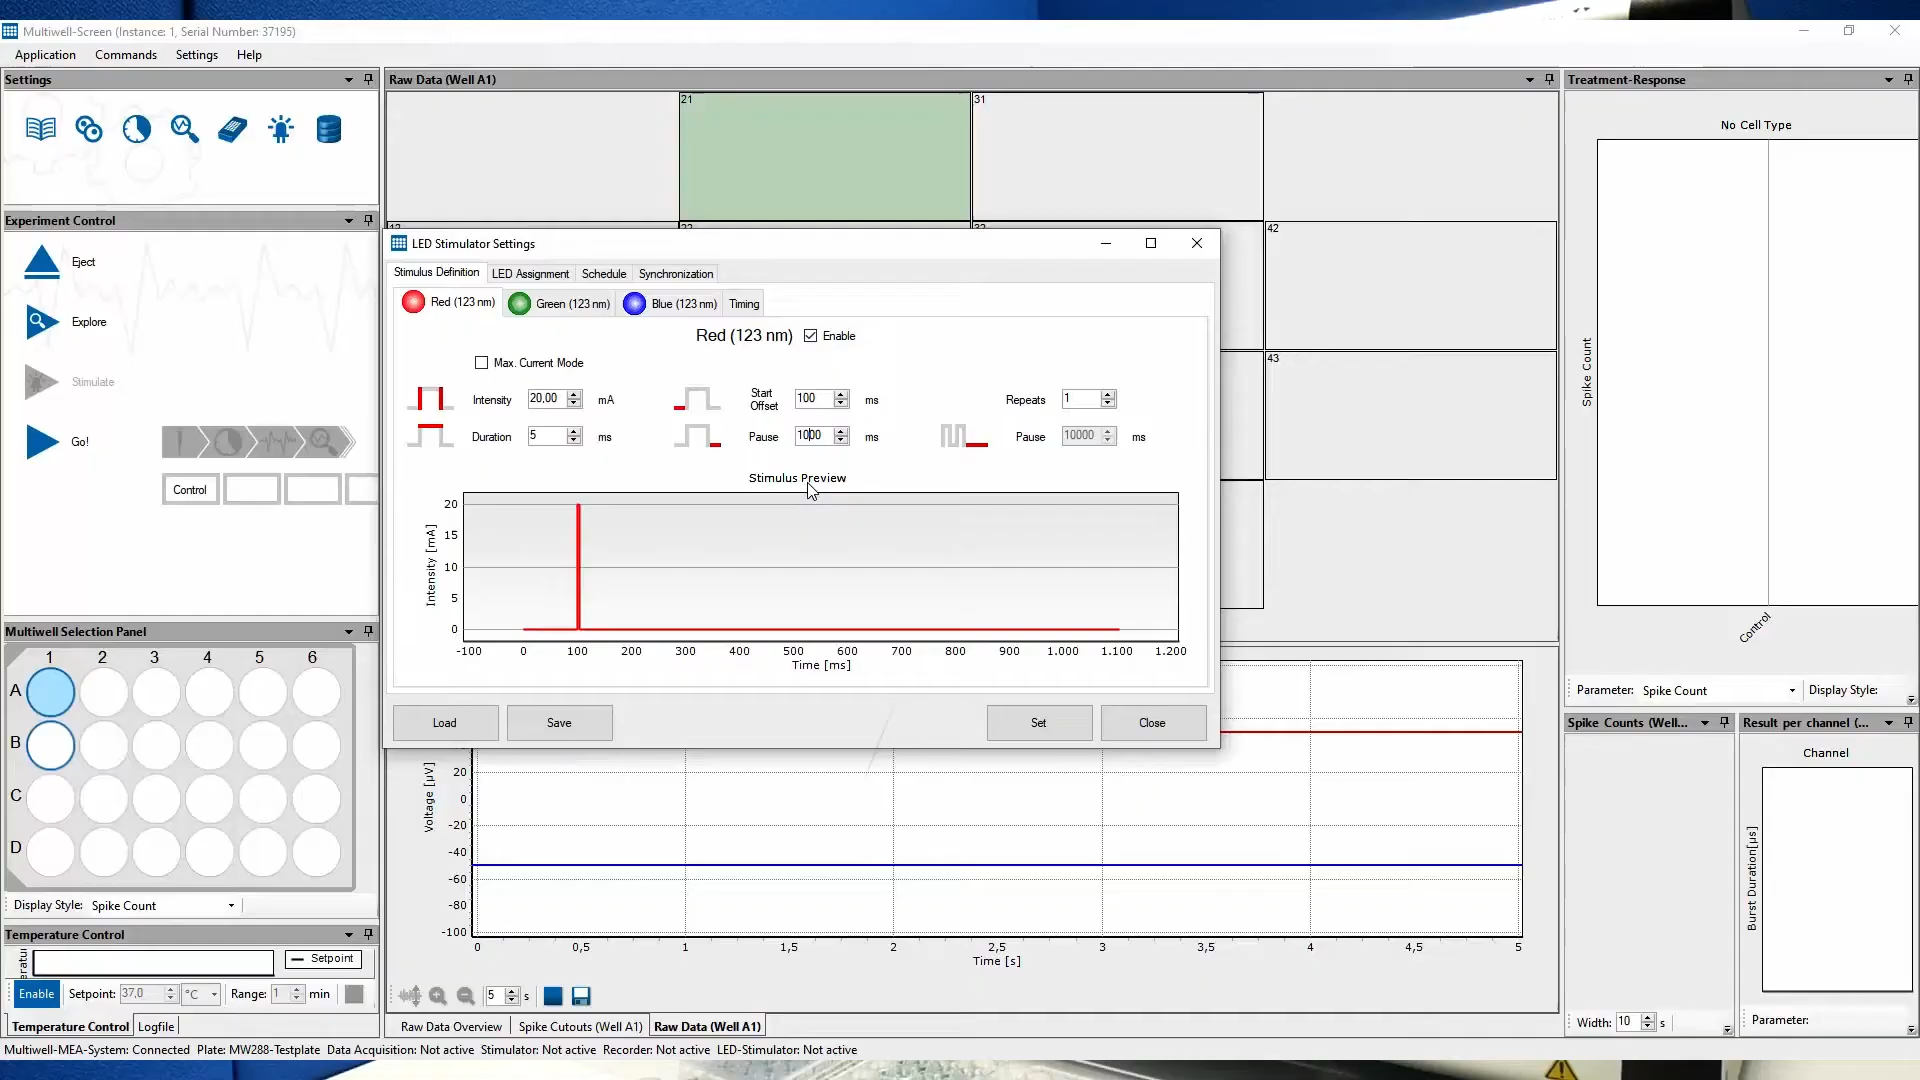 Multiwell-Screen (Instance: 1, Serial Number: 37195)
Application Commands Settings Help
Settings
Raw Data (Well A1)
Treatment-Response
21
31
No Cell Type
Experiment Control
42
Eject
LED Stimulator Settings
Stimulus Definition LED Assignment Schedule Synchronization
Red (123 nm) Green (123 nm) Blue (123 nm) Timing
Explore
Red (123 nm) Enable
Max. Current Mode
43
Spike Count
Stimulate
Intensity 20,00 mA
Start Offset 100 ms
Repeats 1
Go!
Duration 5 ms
Pause 1000 ms
Pause 10000 ms
Control
Stimulus Preview
Intensity [mA]
20
15
10
5
0
-100 0 100 200 300 400 500 600 700 800 900 1.000 1.100 1.200
Time [ms]
Control
Multiwell Selection Panel
1 2 3 4 5 6
A
B
C
D
Load Save Set Close
Parameter: Spike Count Display Style:
Spike Counts (Well...
Result per channel (...
Channel
Burst Duration[µs]
Voltage [µV]
20
0
-20
-40
-60
-80
-100
0 0,5 1 1,5 2 2,5 3 3,5 4 4,5 5
Time [s]
Display Style: Spike Count
Temperature Control
Setpoint
Enable Setpoint: 37,0 °C Range: 1 min
5 s
Width: 10 s
Parameter:
Temperature Control Logfile
Raw Data Overview Spike Cutouts (Well A1) Raw Data (Well A1)
Multiwell-MEA-System: Connected Plate: MW288-Testplate Data Acquisition: Not active Stimulator: Not active Recorder: Not active LED-Stimulator: Not active